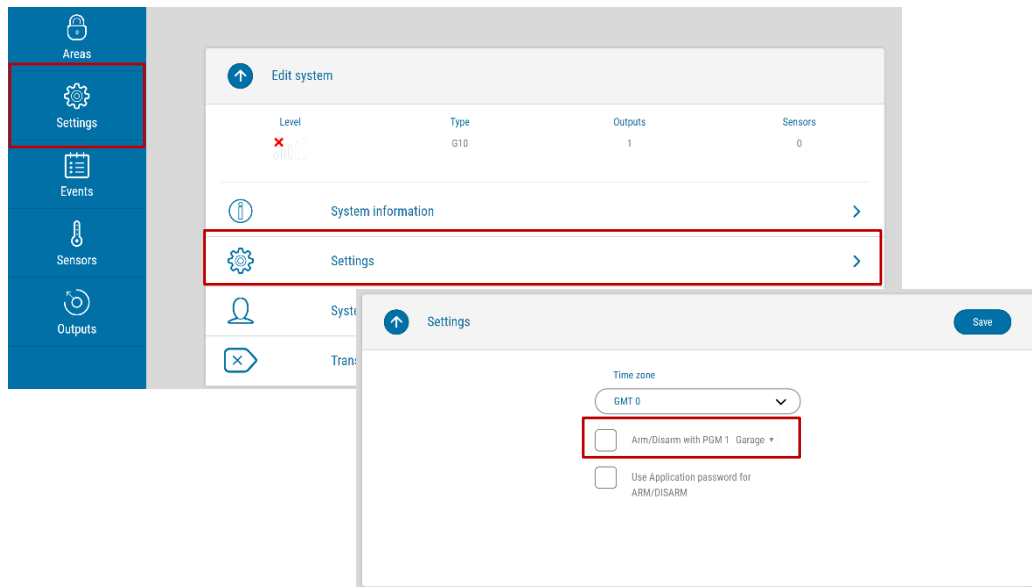 Areas
Settings
Events
Sensors
Outputs
Edit system
Level
Type
Outputs
Sensors
G10
1
0
System information
Settings
Syste
Trans
Settings
Save
Time zone
GMT 0
Arm/Disarm with PGM 1 Garage
Use Application password for
ARM/DISARM